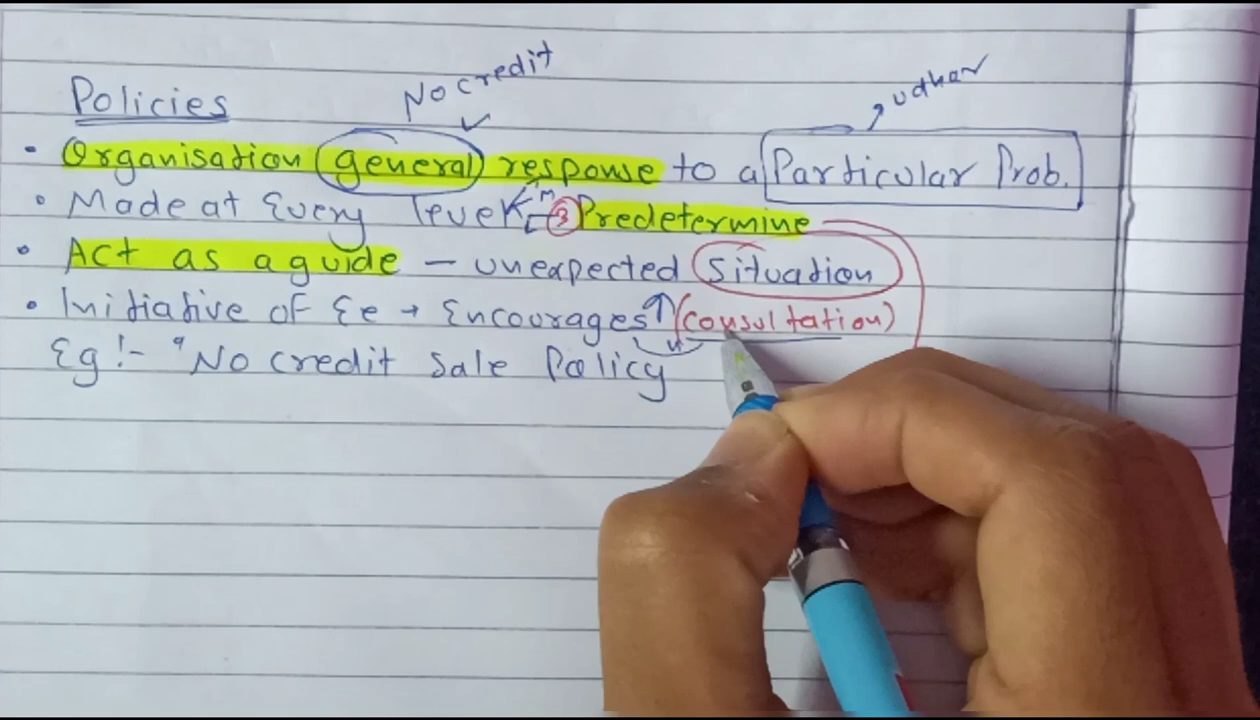 No credit
udhar
Policies
• Organisation general response to a Particular Prob.
• Made at Every level Predetermine
• Act as a guide – unexpected Situation
• Initiative of Ee → Encourages ↑ (Consultation)
Eg!- "No credit Sale Policy